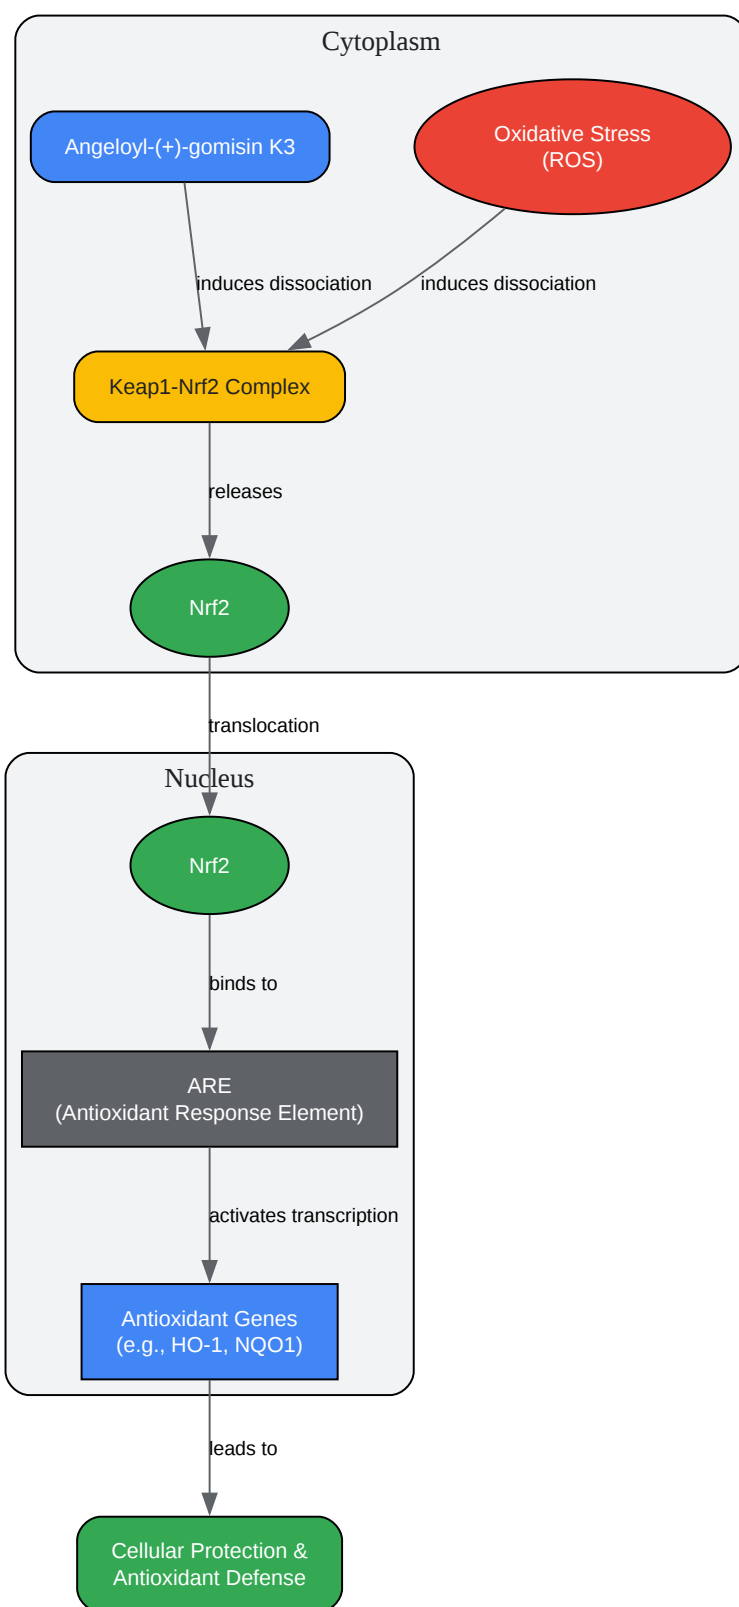 Cytoplasm
Angeloyl-(+)-gomisin K3
Oxidative Stress
(ROS)
induces dissociation
induces dissociation
Keap1-Nrf2 Complex
releases
Nrf2
translocation
Nucleus
Nrf2
binds to
ARE
(Antioxidant Response Element)
activates transcription
Antioxidant Genes
(e.g., HO-1, NQO1)
leads to
Cellular Protection &
Antioxidant Defense